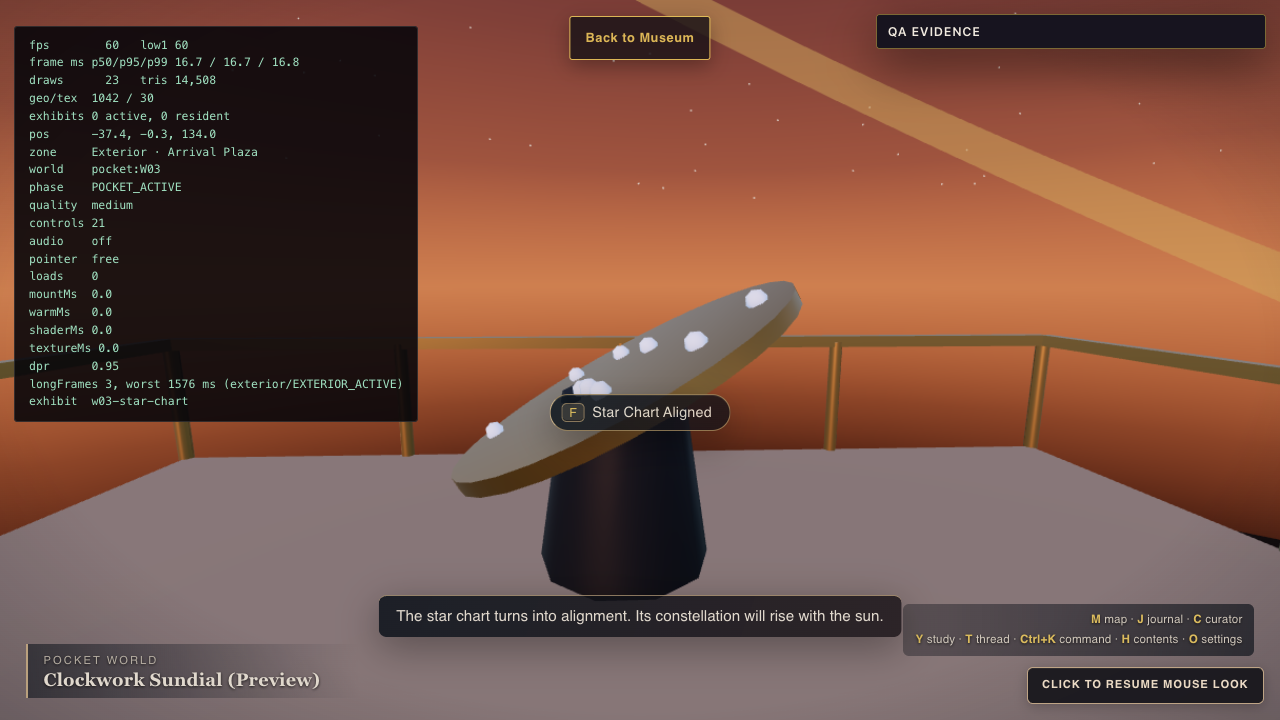 fps 60 low1 60
frame ms p50/p95/p99 16.7 / 16.7 / 16.8
draws 23 tris 14,508
geo/tex 1042 / 30
exhibits 0 active, 0 resident
pos −37.4, −0.3, 134.0
zone Exterior · Arrival Plaza
world pocket:W03
phase POCKET_ACTIVE
quality medium
controls 21
audio off
pointer free
loads 0
mountMs 0.0
warmMs 0.0
shaderMs 0.0
textureMs 0.0
dpr 0.95
longFrames 3, worst 1576 ms (exterior/EXTERIOR_ACTIVE)
exhibit w03-star-chart
Back to Museum
QA EVIDENCE
F Star Chart Aligned
The star chart turns into alignment. Its constellation will rise with the sun.
M map · J journal · C curator
Y study · T thread · Ctrl+K command · H contents · O settings
POCKET WORLD
Clockwork Sundial (Preview)
CLICK TO RESUME MOUSE LOOK